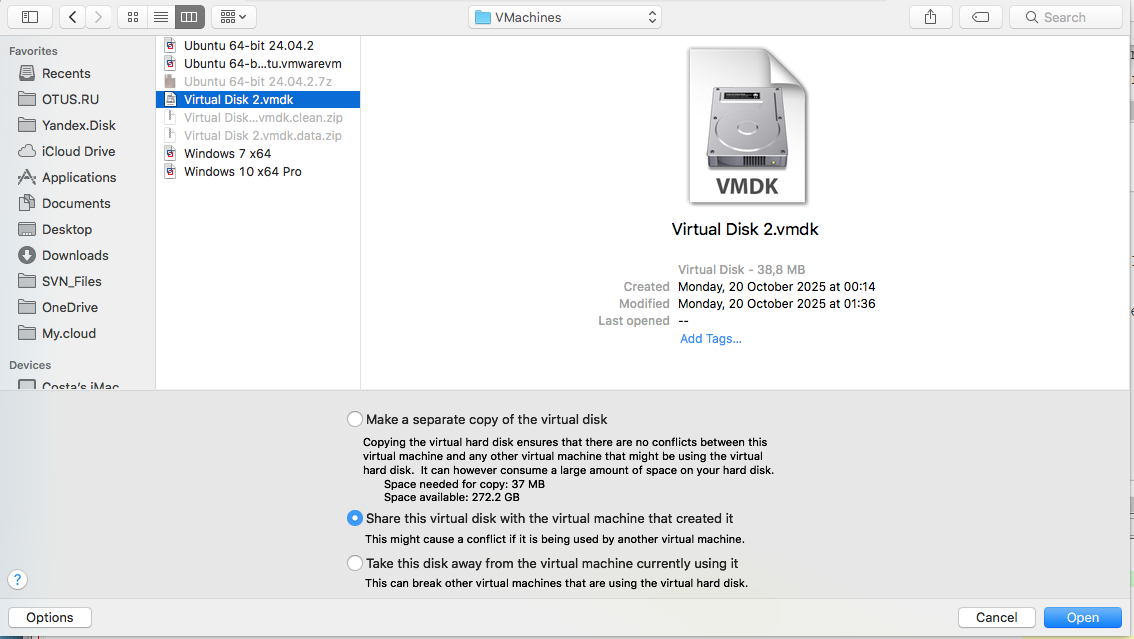 VMachines
Search
Favorites
Recents
OTUS.RU
Yandex.Disk
iCloud Drive
Applications
Documents
Desktop
Downloads
SVN_Files
OneDrive
My.cloud
Devices
Costa's iMac
Ubuntu 64-bit 24.04.2
Ubuntu 64-b...tu.vmwarevm
Ubuntu 64-bit 24.04.2.7z
Virtual Disk 2.vmdk
Virtual Disk...vmdk.clean.zip
Virtual Disk 2.vmdk.data.zip
Windows 7 x64
Windows 10 x64 Pro
VMDK
Virtual Disk 2.vmdk
Virtual Disk - 38,8 MB
Created Monday, 20 October 2025 at 00:14
Modified Monday, 20 October 2025 at 01:36
Last opened --
Add Tags...
Make a separate copy of the virtual disk
Copying the virtual hard disk ensures that there are no conflicts between this
virtual machine and any other virtual machine that might be using the virtual
hard disk. It can however consume a large amount of space on your hard disk.
Space needed for copy: 37 MB
Space available: 272.2 GB
Share this virtual disk with the virtual machine that created it
This might cause a conflict if it is being used by another virtual machine.
Take this disk away from the virtual machine currently using it
This can break other virtual machines that are using the virtual hard disk.
?
Options
Cancel
Open